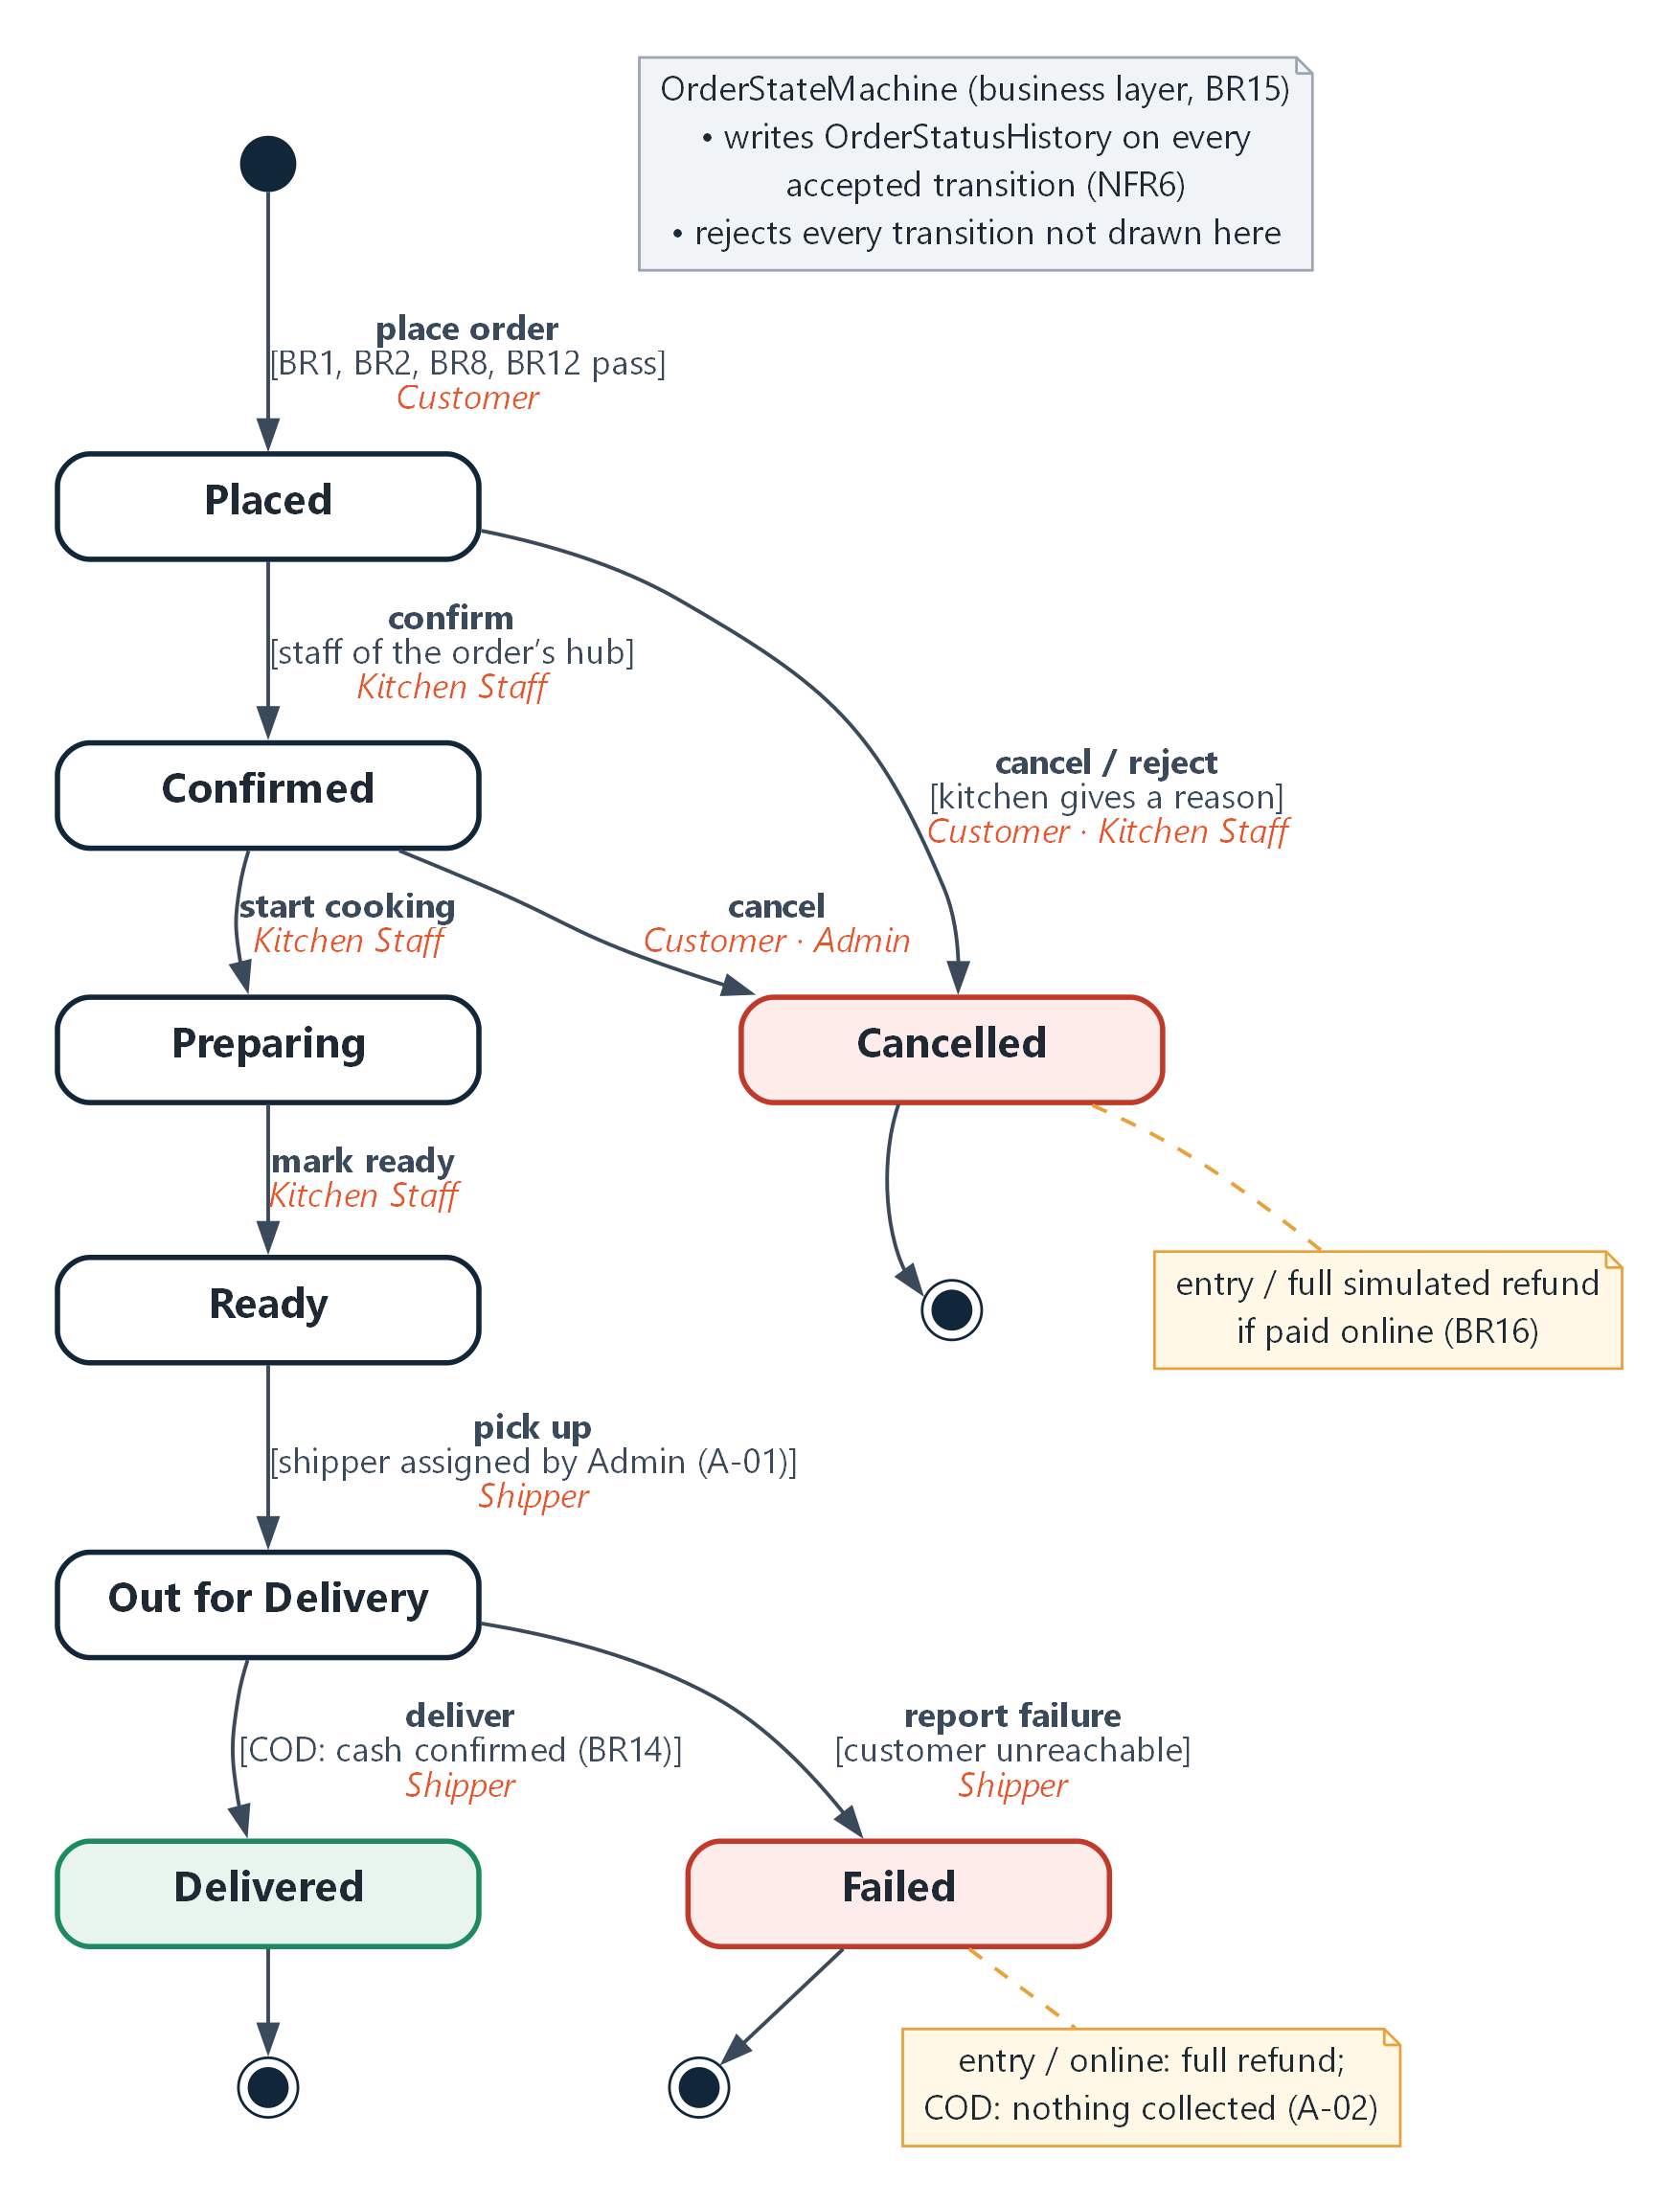 OrderStateMachine (business layer, BR15)
• writes OrderStatusHistory on every
accepted transition (NFR6)
• rejects every transition not drawn here
place order
[BR1, BR2, BR8, BR12 pass]
Customer
Placed
confirm
[staff of the order’s hub]
Kitchen Staff
Confirmed
cancel / reject
[kitchen gives a reason]
Customer · Kitchen Staff
start cooking
Kitchen Staff
cancel
Customer · Admin
Preparing
Cancelled
mark ready
Kitchen Staff
Ready
entry / full simulated refund
if paid online (BR16)
pick up
[shipper assigned by Admin (A-01)]
Shipper
Out for Delivery
deliver
[COD: cash confirmed (BR14)]
Shipper
report failure
[customer unreachable]
Shipper
Delivered
Failed
entry / online: full refund;
COD: nothing collected (A-02)